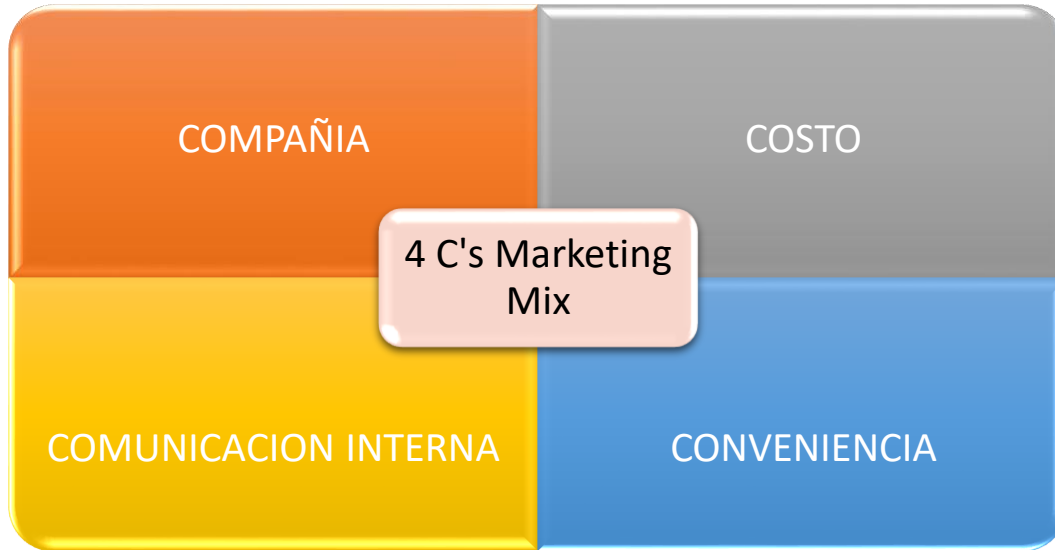 COMPAÑIA
COSTO
4 C's Marketing
Mix
COMUNICACION INTERNA
CONVENIENCIA